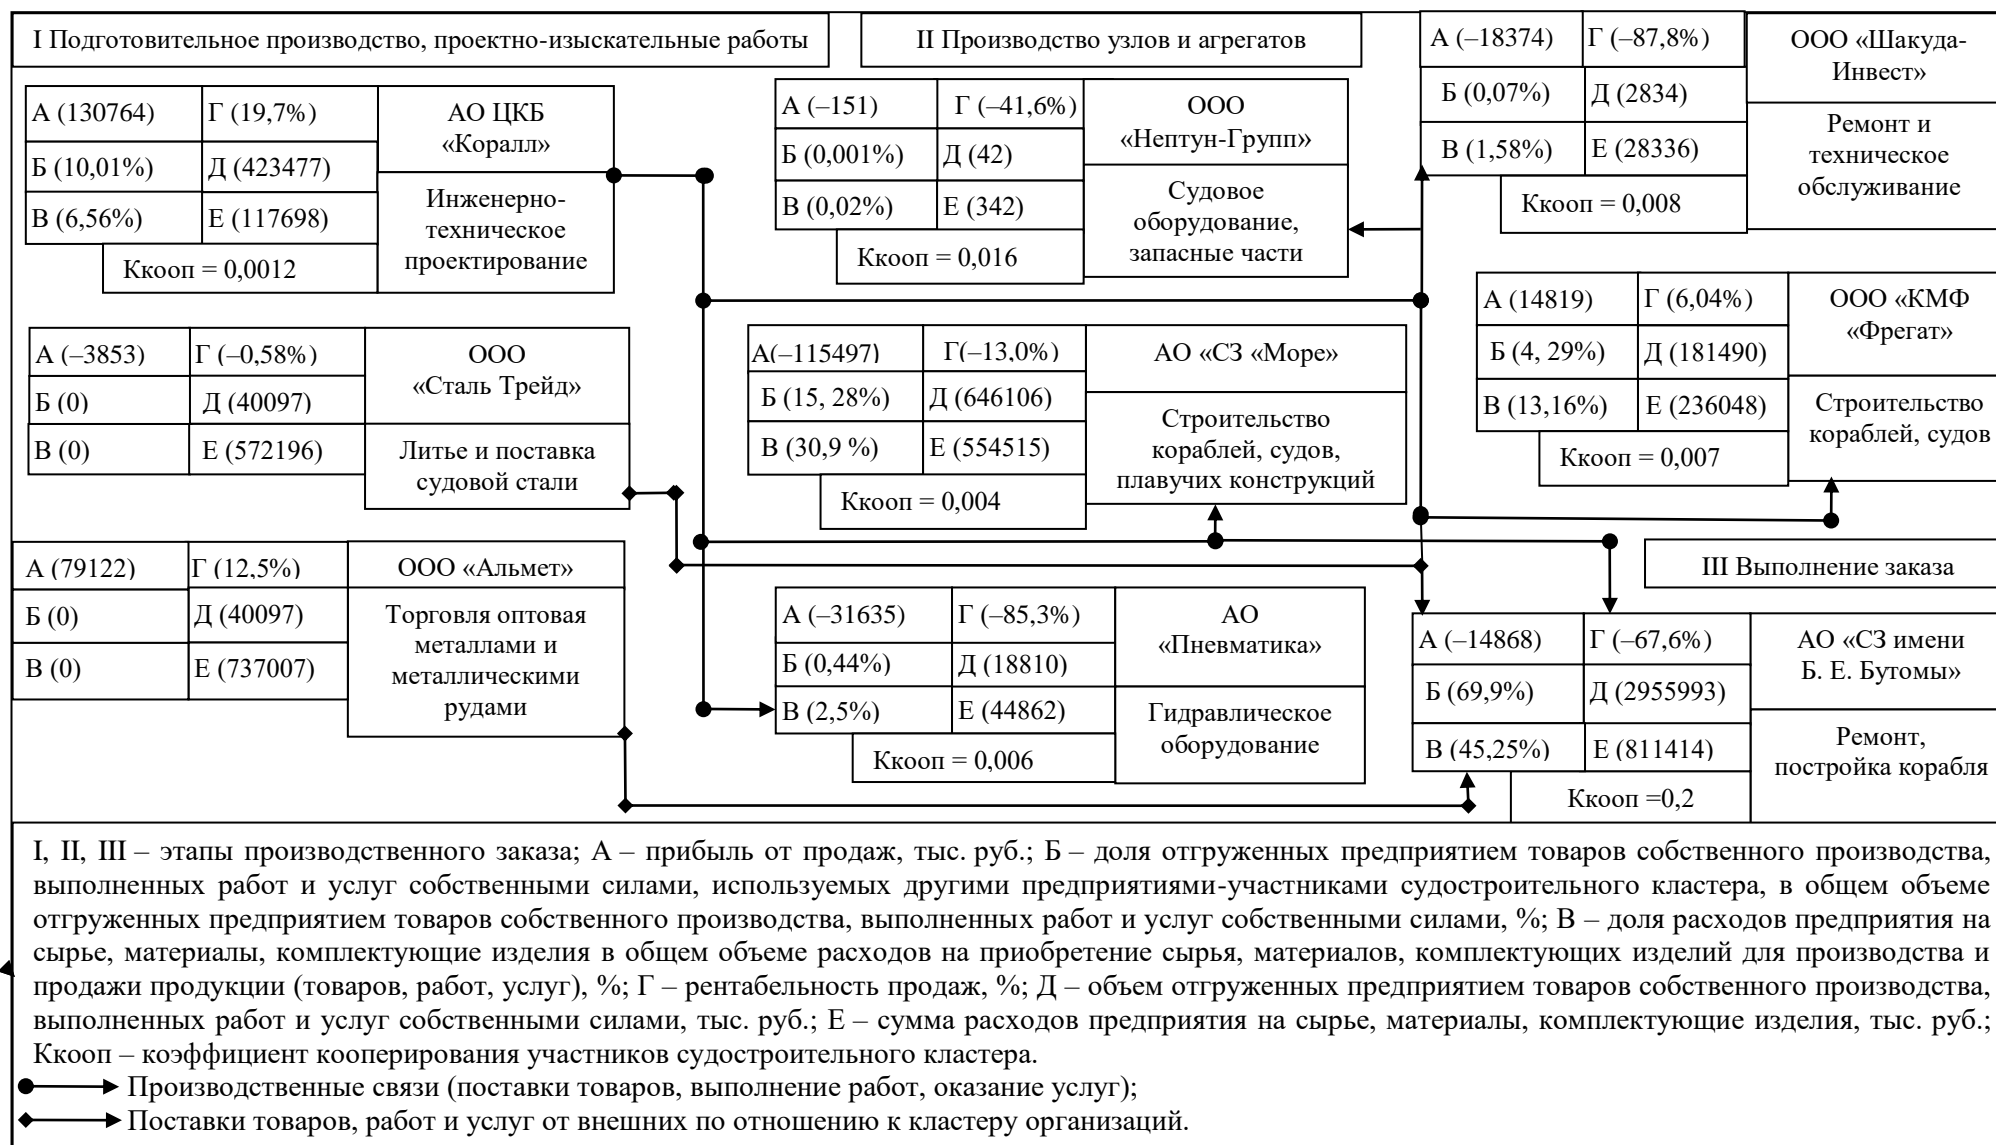 I Подготовительное производство, проектно-изыскательные работы
II Производство узлов и агрегатов
А (130764)
Г (19,7%)
Б (10,01%)
Д (423477)
В (6,56%)
Е (117698)
Ккооп = 0,0012
АО ЦКБ
«Коралл»
Инженерно-
техническое
проектирование
А (–151)
Г (–41,6%)
Б (0,001%)
Д (42)
В (0,02%)
Е (342)
Ккооп = 0,016
ООО
«Нептун-Групп»
Судовое
оборудование,
запасные части
А (–18374)
Г (–87,8%)
Б (0,07%)
Д (2834)
В (1,58%)
Е (28336)
Ккооп = 0,008
ООО «Шакуда-
Инвест»
Ремонт и
техническое
обслуживание
А (–3853)
Г (–0,58%)
Б (0)
Д (40097)
В (0)
Е (572196)
ООО
«Сталь Трейд»
Литье и поставка
судовой стали
А(–115497)
Г(–13,0%)
Б (15, 28%)
Д (646106)
В (30,9 %)
Е (554515)
Ккооп = 0,004
АО «СЗ «Море»
Строительство
кораблей, судов,
плавучих конструкций
А (14819)
Г (6,04%)
Б (4, 29%)
Д (181490)
В (13,16%)
Е (236048)
Ккооп = 0,007
ООО «КМФ
«Фрегат»
Строительство
кораблей, судов
А (79122)
Г (12,5%)
Б (0)
Д (40097)
В (0)
Е (737007)
ООО «Альмет»
Торговля оптовая
металлами и
металлическими
рудами
А (–31635)
Г (–85,3%)
Б (0,44%)
Д (18810)
В (2,5%)
Е (44862)
Ккооп = 0,006
АО
«Пневматика»
Гидравлическое
оборудование
III Выполнение заказа
А (–14868)
Г (–67,6%)
Б (69,9%)
Д (2955993)
В (45,25%)
Е (811414)
Ккооп =0,2
АО «СЗ имени
Б. Е. Бутомы»
Ремонт,
постройка корабля
I, II, III – этапы производственного заказа; А – прибыль от продаж, тыс. руб.; Б – доля отгруженных предприятием товаров собственного производства,
выполненных работ и услуг собственными силами, используемых другими предприятиями-участниками судостроительного кластера, в общем объеме
отгруженных предприятием товаров собственного производства, выполненных работ и услуг собственными силами, %; В – доля расходов предприятия на
сырье, материалы, комплектующие изделия в общем объеме расходов на приобретение сырья, материалов, комплектующих изделий для производства и
продажи продукции (товаров, работ, услуг), %; Г – рентабельность продаж, %; Д – объем отгруженных предприятием товаров собственного производства,
выполненных работ и услуг собственными силами, тыс. руб.; Е – сумма расходов предприятия на сырье, материалы, комплектующие изделия, тыс. руб.;
Ккооп – коэффициент кооперирования участников судостроительного кластера.
Производственные связи (поставки товаров, выполнение работ, оказание услуг);
Поставки товаров, работ и услуг от внешних по отношению к кластеру организаций.